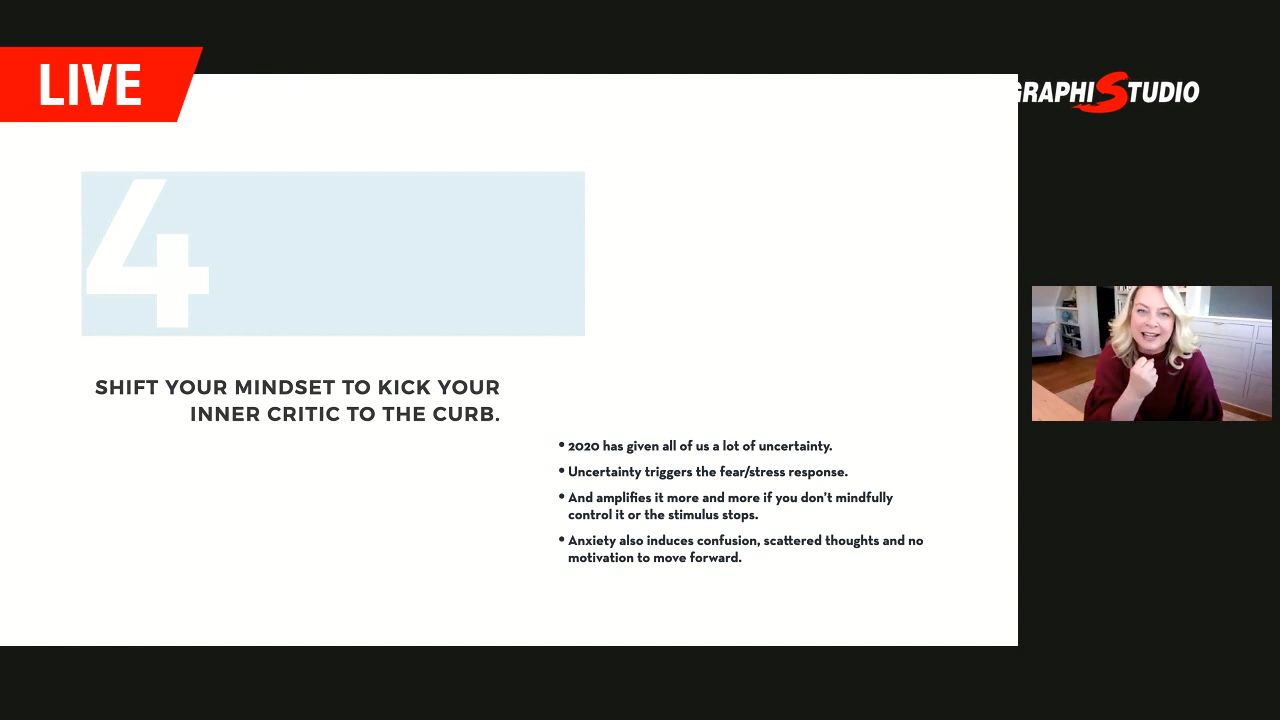 LIVE
GRAPHISTUDIO
4
SHIFT YOUR MINDSET TO KICK YOUR
INNER CRITIC TO THE CURB.
• 2020 has given all of us a lot of uncertainty.
• Uncertainty triggers the fear/stress response.
• And amplifies it more and more if you don't mindfully
control it or the stimulus stops.
• Anxiety also induces confusion, scattered thoughts and no
motivation to move forward.